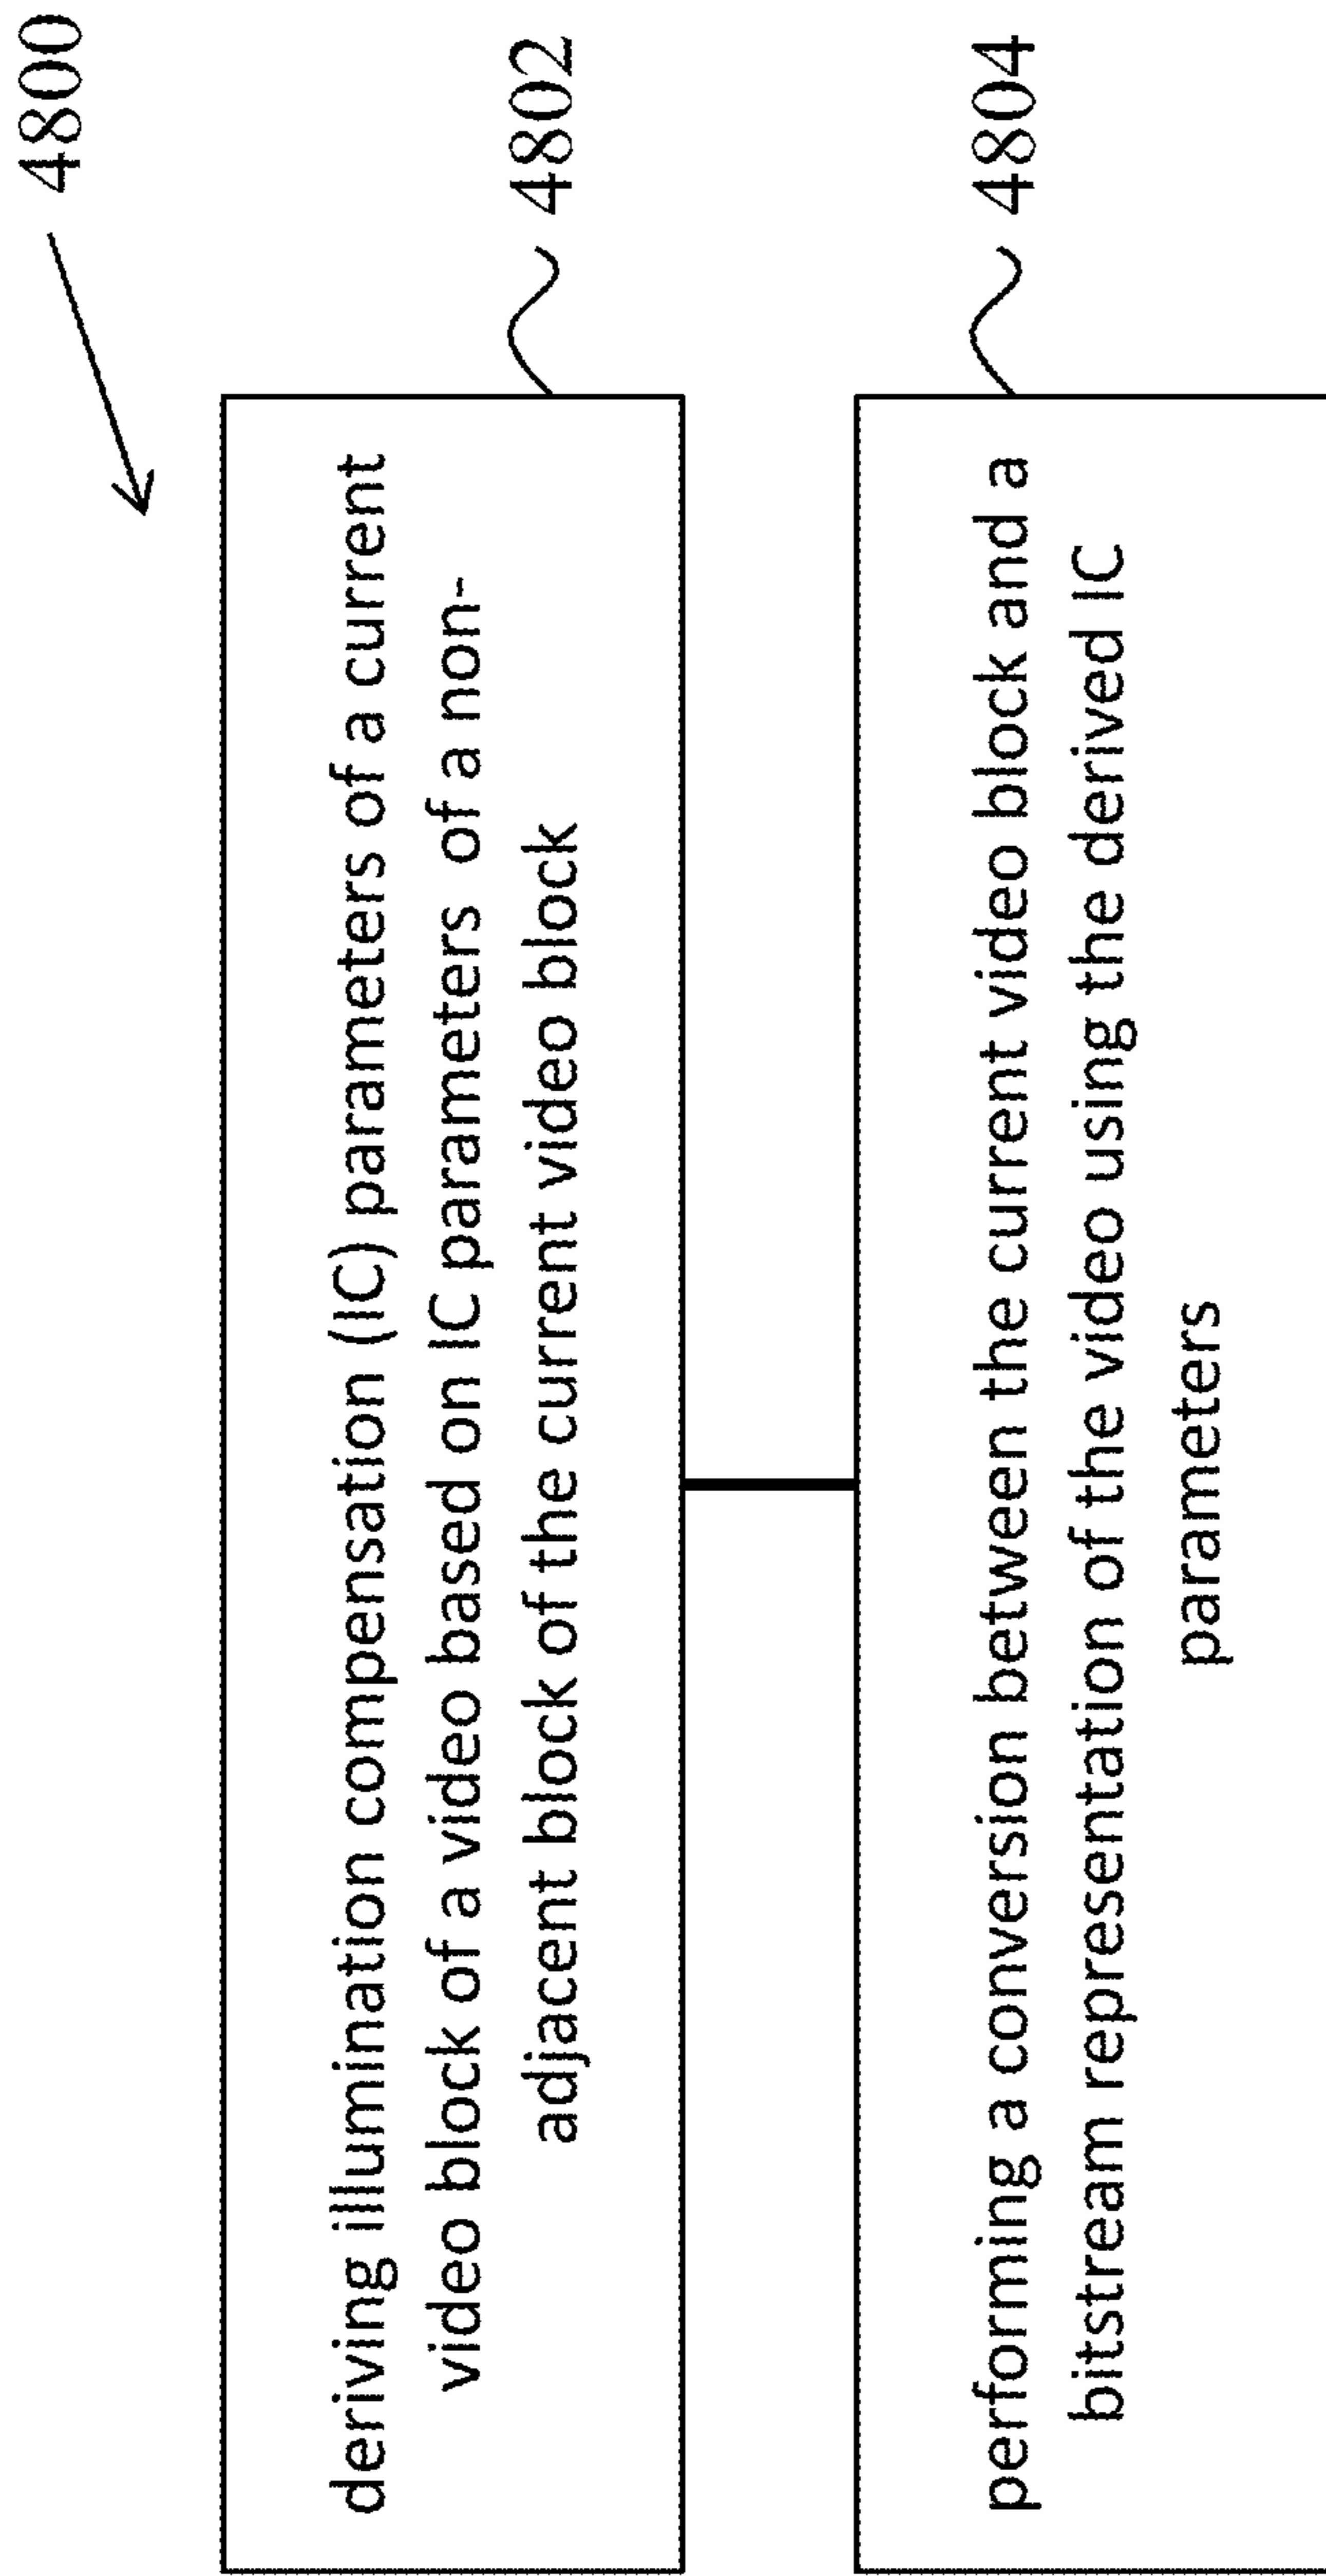 4800
deriving illumination compensation (IC) parameters of a current
video block of a video based on IC parameters of a non-
adjacent block of the current video block
4802
performing a conversion between the current video block and a
bitstream representation of the video using the derived IC
parameters
4804